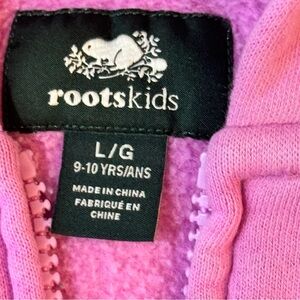 rootskids
L/G
9-10 YRS/ANS
MADE IN CHINA
FABRIQUÉ EN
CHINE